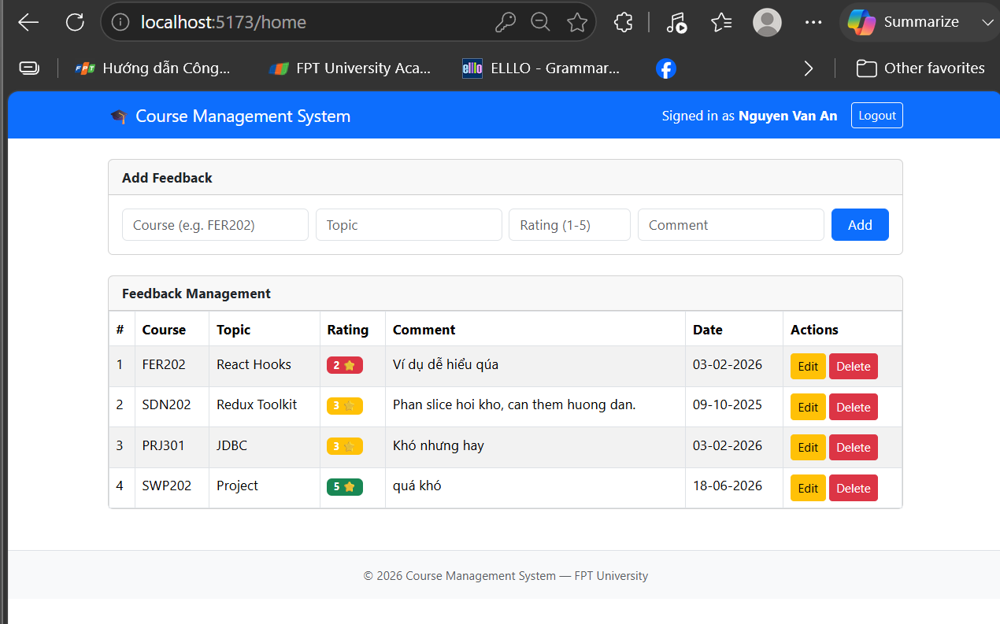 localhost:5173/home
Summarize
Hướng dẫn Công... FPT University Aca... ELLLO - Grammar... Other favorites
Course Management System Signed in as Nguyen Van An Logout
Add Feedback
Course (e.g. FER202) Topic Rating (1-5) Comment Add
Feedback Management
# Course Topic Rating Comment Date Actions
1 FER202 React Hooks 2 ⭐ Ví dụ dễ hiểu qúa 03-02-2026 Edit Delete
2 SDN202 Redux Toolkit 3 ⭐ Phan slice hoi kho, can them huong dan. 09-10-2025 Edit Delete
3 PRJ301 JDBC 3 ⭐ Khó nhưng hay 03-02-2026 Edit Delete
4 SWP202 Project 5 ⭐ quá khó 18-06-2026 Edit Delete
© 2026 Course Management System — FPT University